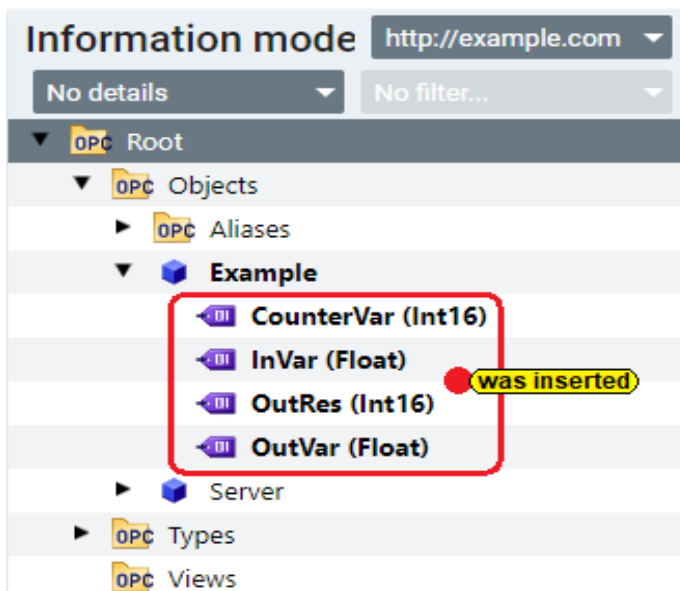 Information mode http://example.com
No details No filter...
OPC Root
OPC Objects
OPC Aliases
Example
CounterVar (Int16)
InVar (Float)
was inserted
OutRes (Int16)
OutVar (Float)
Server
OPC Types
OPC Views